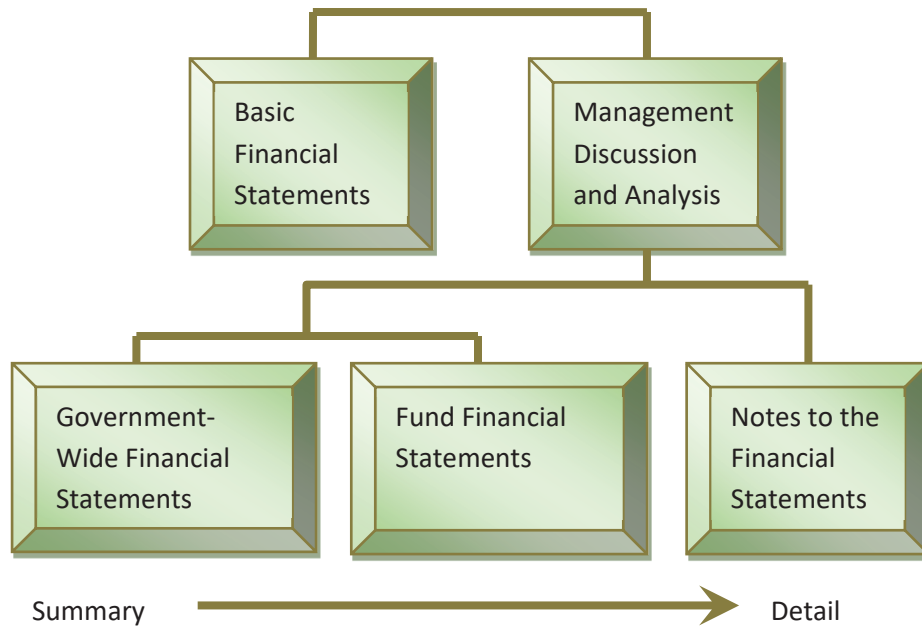 Basic
Financial
Statements
Management
Discussion
and Analysis
Government-
Wide Financial
Statements
Fund Financial
Statements
Notes to the
Financial
Statements
Summary
Detail